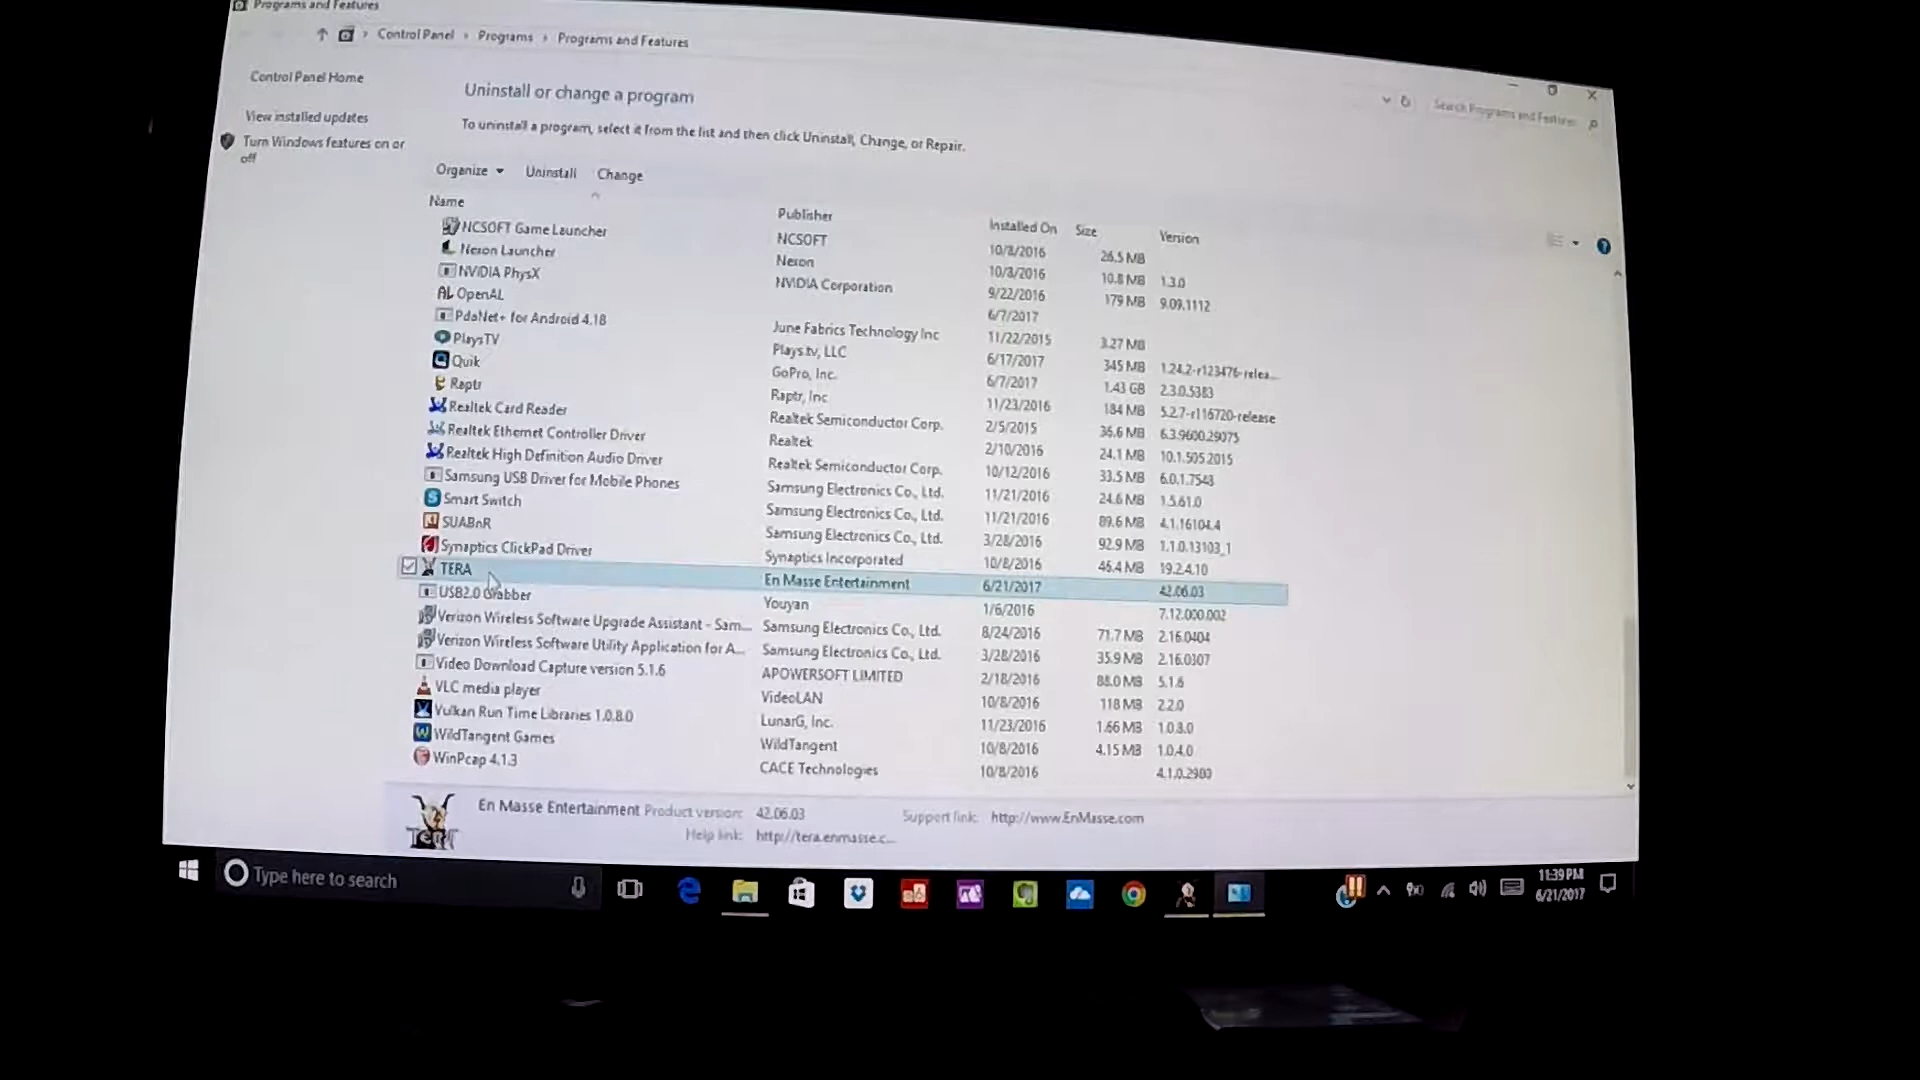 Programs and Features
Control Panel › Programs › Programs and Features
Search Programs and Features
Control Panel Home
View installed updates
Turn Windows features on or
off
Uninstall or change a program
To uninstall a program, select it from the list and then click Uninstall, Change, or Repair.
Organize Uninstall Change
Name Publisher Installed On Size Version
NCSOFT Game Launcher NCSOFT 10/8/2016 26.5 MB
Nexon Launcher Nexon 10/8/2016 10.8 MB 1.3.0
NVIDIA PhysX NVIDIA Corporation 9/22/2016 179 MB 9.09.1112
OpenAL 6/7/2017
PdaNet+ for Android 4.18 June Fabrics Technology Inc 11/22/2015 3.27 MB
PlaysTV Plays.tv, LLC 6/17/2017 345 MB 1.24.2-r123476-relea...
Quik GoPro, Inc. 6/7/2017 1.43 GB 2.3.0.5383
Raptr Raptr, Inc 11/23/2016 184 MB 5.2.7-r116720-release
Realtek Card Reader Realtek Semiconductor Corp. 2/5/2015 36.6 MB 6.3.9600.29075
Realtek Ethernet Controller Driver Realtek 2/10/2016 24.1 MB 10.1.505.2015
Realtek High Definition Audio Driver Realtek Semiconductor Corp. 10/12/2016 33.5 MB 6.0.1.7548
Samsung USB Driver for Mobile Phones Samsung Electronics Co., Ltd. 11/21/2016 24.6 MB 1.5.61.0
Smart Switch Samsung Electronics Co., Ltd. 11/21/2016 89.6 MB 4.1.16104.4
SUABnR Samsung Electronics Co., Ltd. 3/28/2016 92.9 MB 1.1.0.13103_1
Synaptics ClickPad Driver Synaptics Incorporated 10/8/2016 46.4 MB 19.2.4.10
TERA En Masse Entertainment 6/21/2017 42.06.03
USB2.0 Grabber Youyan 1/6/2016 7.12.000.002
Verizon Wireless Software Upgrade Assistant - Sam... Samsung Electronics Co., Ltd. 8/24/2016 71.7 MB 2.16.0404
Verizon Wireless Software Utility Application for A... Samsung Electronics Co., Ltd. 3/28/2016 35.9 MB 2.16.0307
Video Download Capture version 5.1.6 APOWERSOFT LIMITED 2/18/2016 88.0 MB 5.1.6
VLC media player VideoLAN 10/8/2016 118 MB 2.2.0
Vulkan Run Time Libraries 1.0.8.0 LunarG, Inc. 11/23/2016 1.66 MB 1.0.8.0
WildTangent Games WildTangent 10/8/2016 4.15 MB 1.0.4.0
WinPcap 4.1.3 CACE Technologies 10/8/2016 4.1.0.2980
TERA
En Masse Entertainment Product version: 42.06.03 Support link: http://www.EnMasse.com
Help link: http://tera.enmasse.c...
Type here to search
11:39 PM
6/21/2017